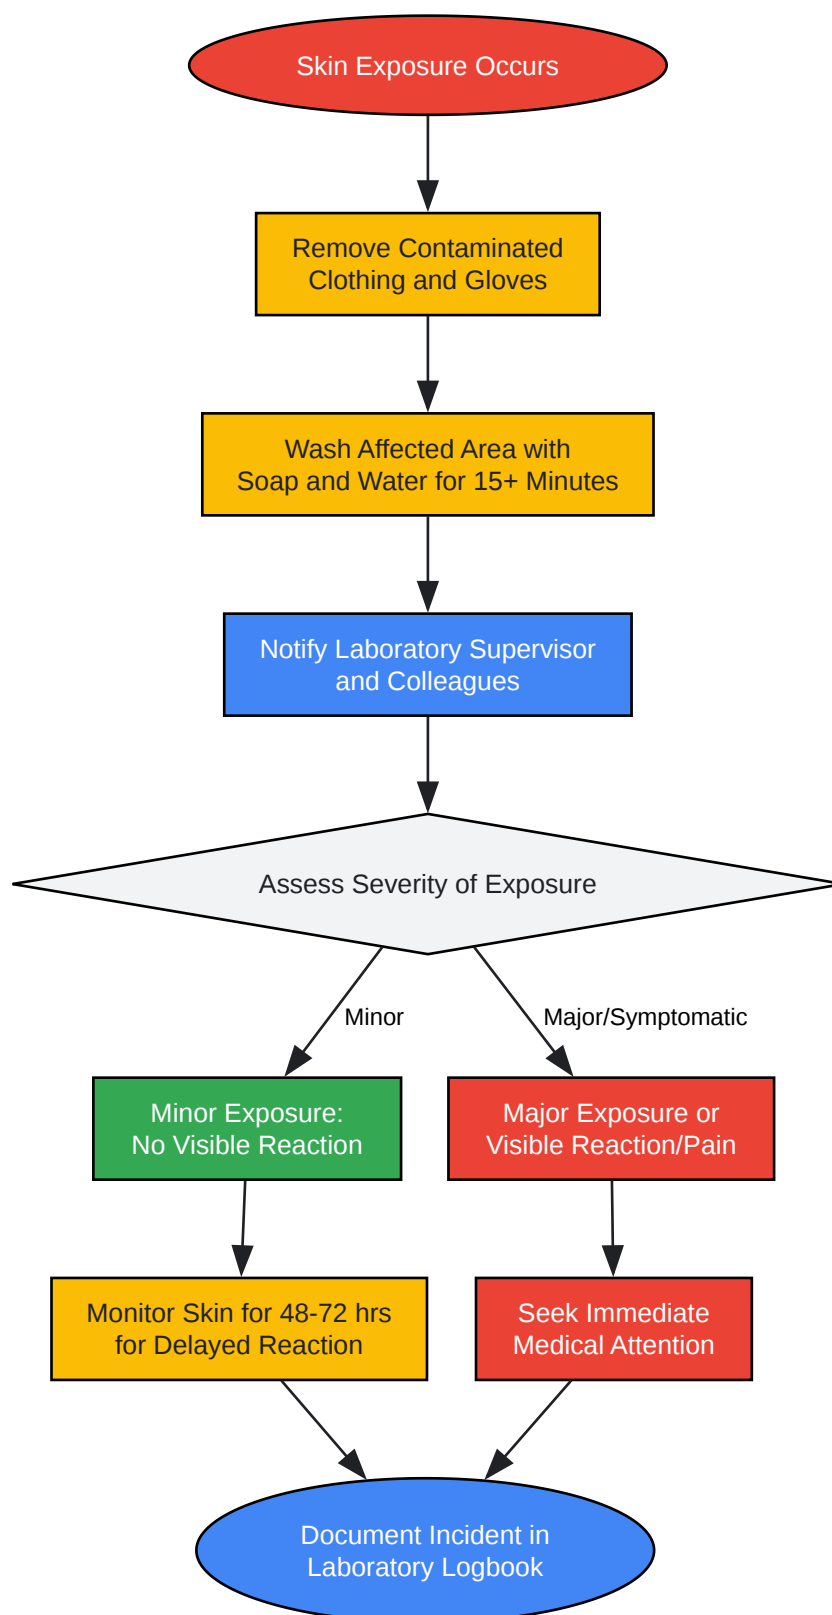 Skin Exposure Occurs
Remove Contaminated
Clothing and Gloves
Wash Affected Area with
Soap and Water for 15+ Minutes
Notify Laboratory Supervisor
and Colleagues
Assess Severity of Exposure
Minor
Major/Symptomatic
Minor Exposure:
No Visible Reaction
Major Exposure or
Visible Reaction/Pain
Monitor Skin for 48-72 hrs
for Delayed Reaction
Seek Immediate
Medical Attention
Document Incident in
Laboratory Logbook